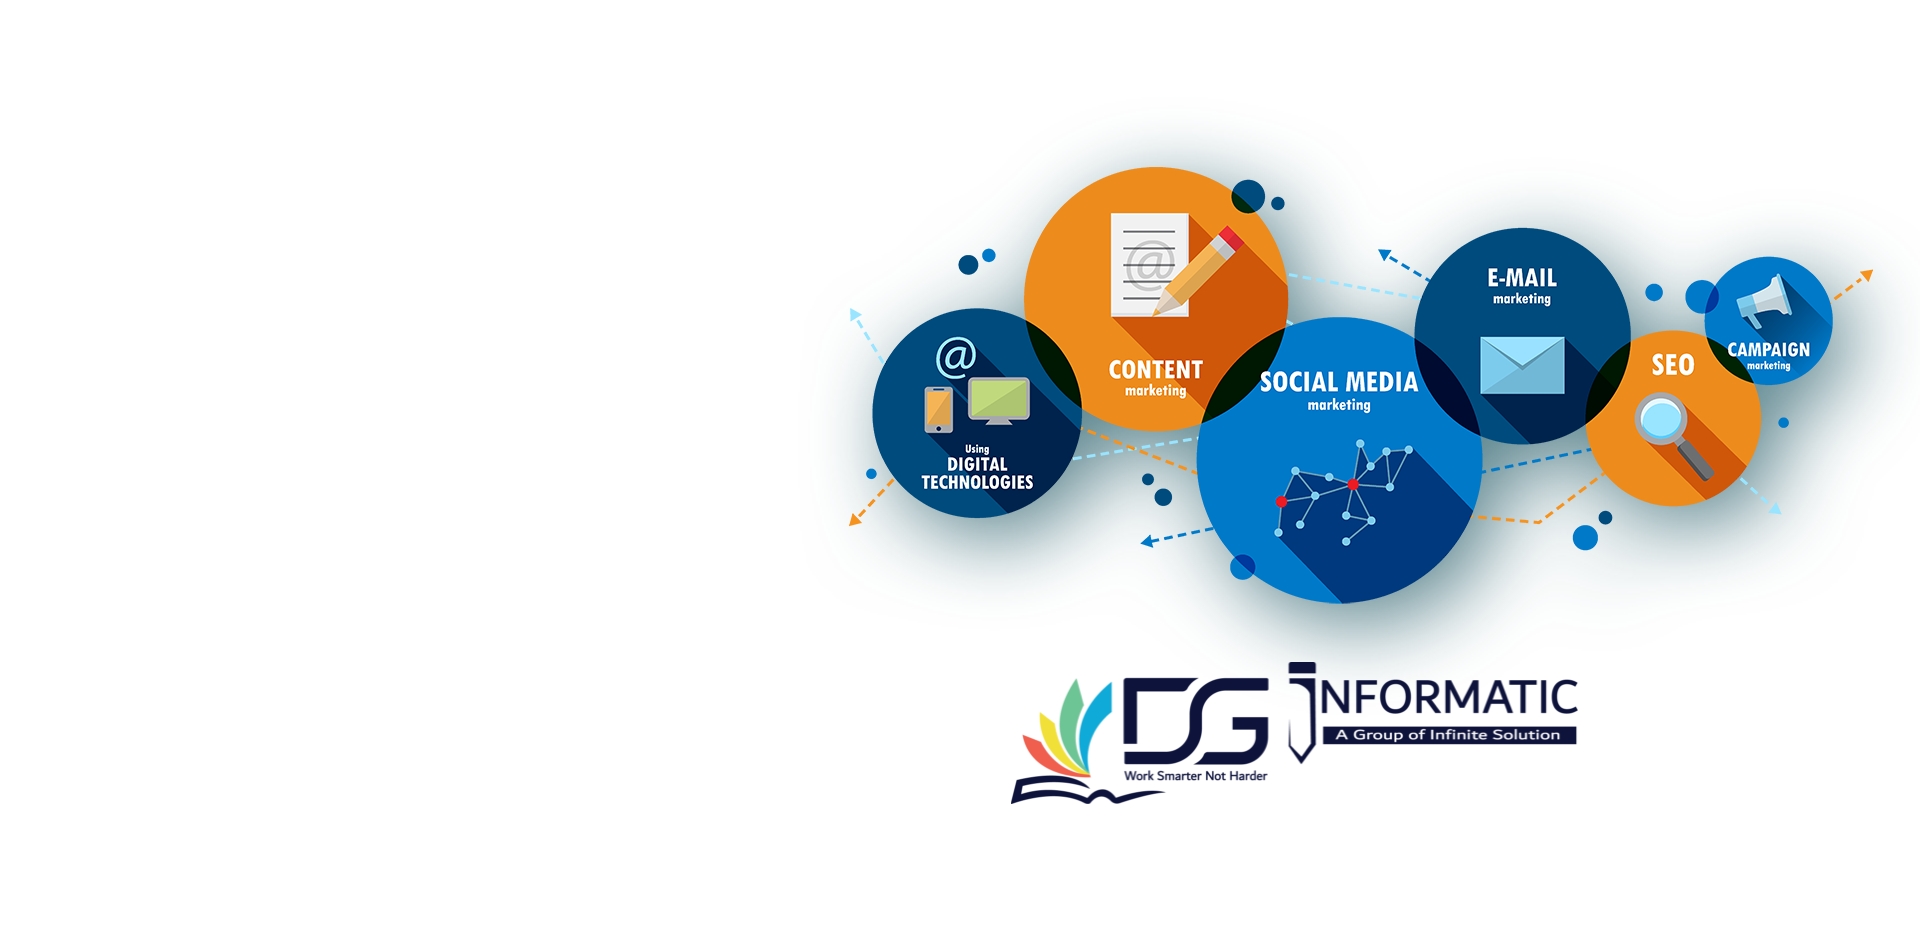 @
Using
DIGITAL
TECHNOLOGIES
@
CONTENT
marketing
SOCIAL MEDIA
marketing
E-MAIL
marketing
SEO
CAMPAIGN
marketing
DG INFORMATIC
A Group of Infinite Solution
Work Smarter Not Harder